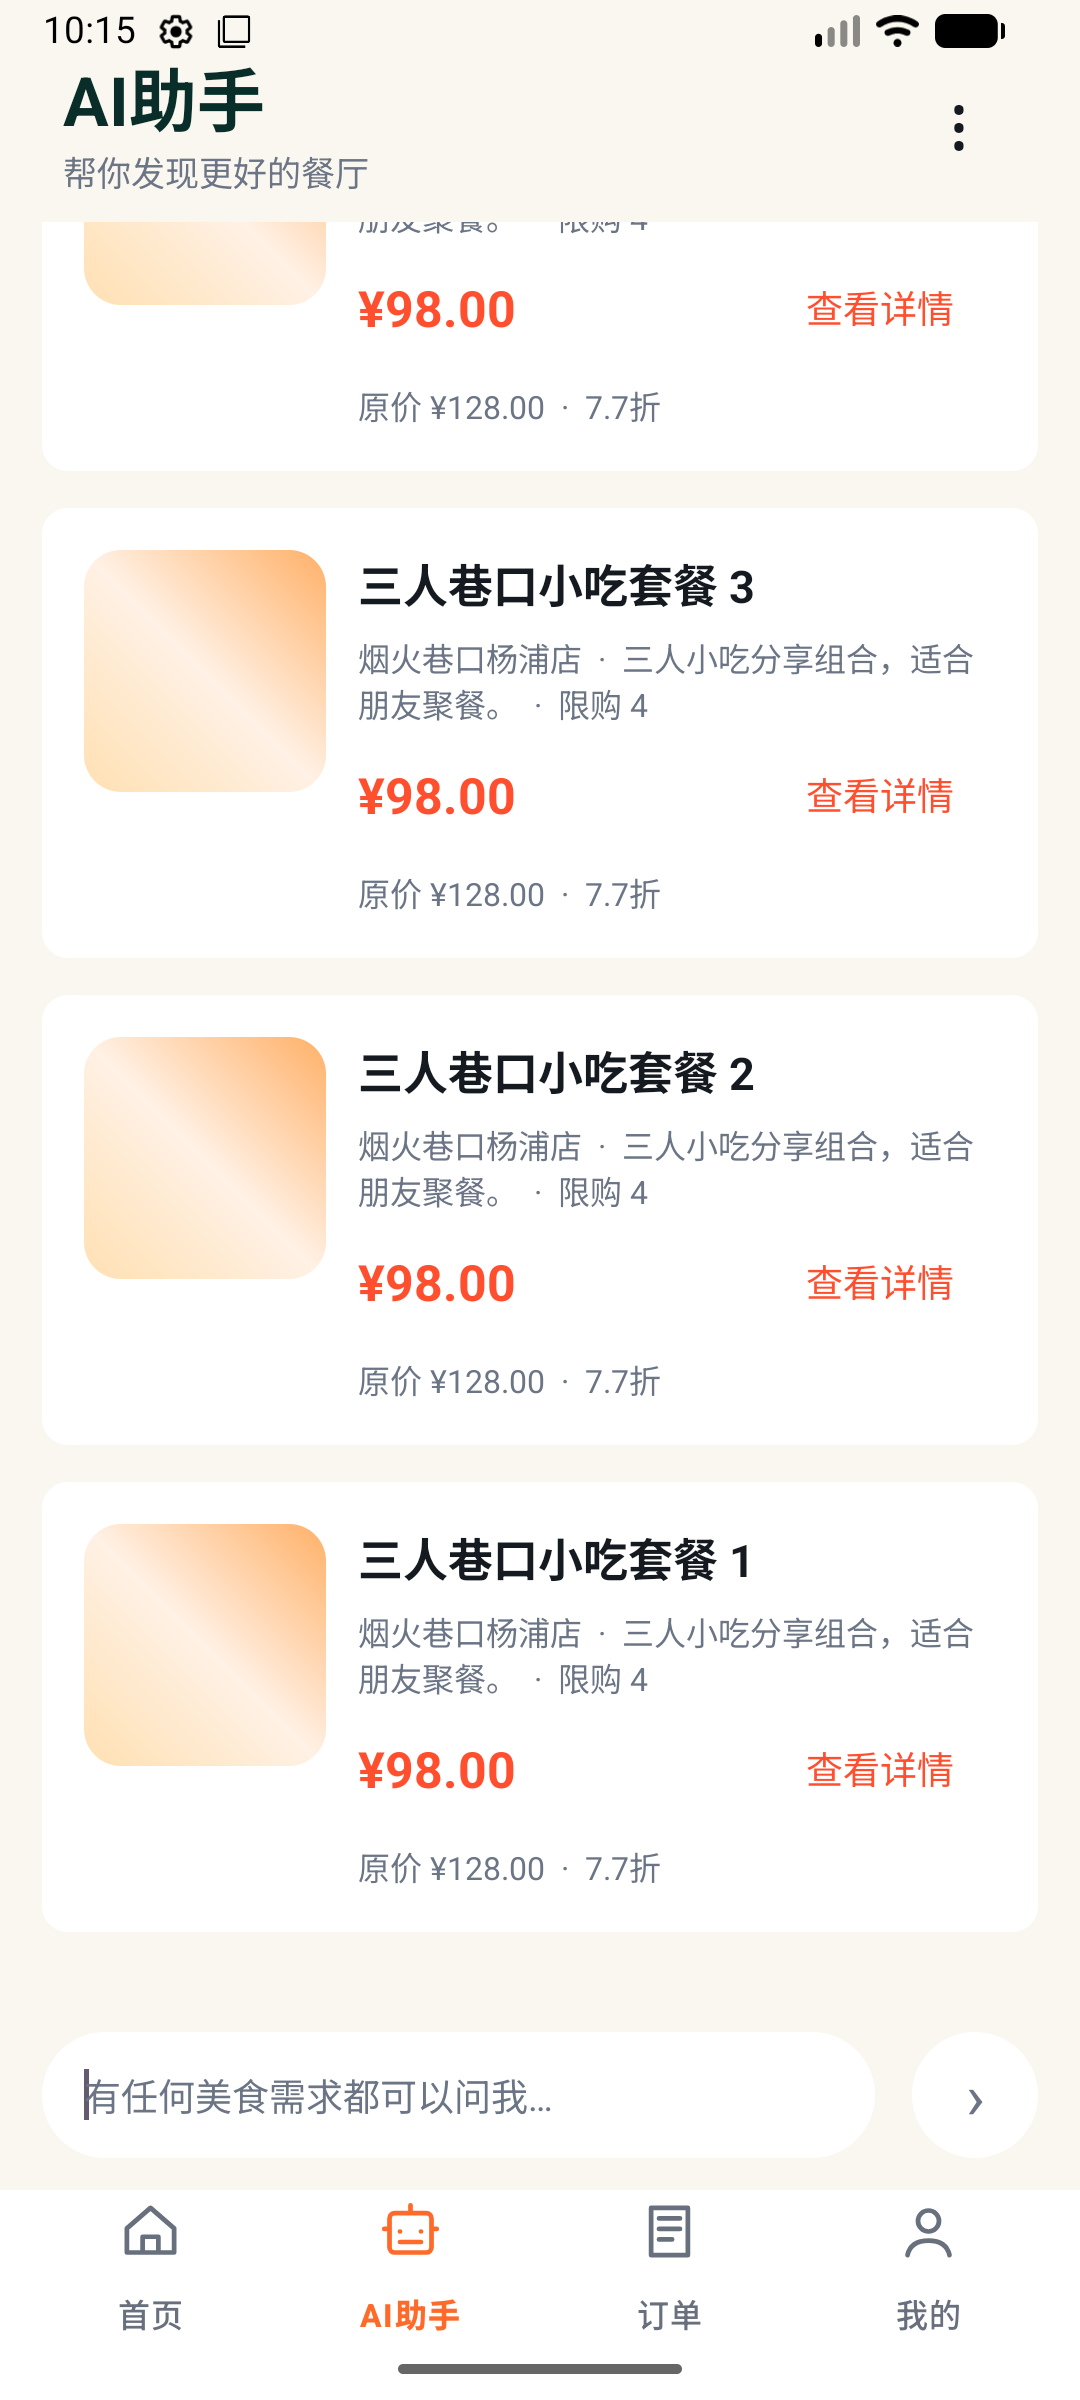 10:15
AI助手
帮你发现更好的餐厅
朋友聚餐。 · 限购 4
¥98.00
查看详情
原价 ¥128.00 · 7.7折
三人巷口小吃套餐 3
烟火巷口杨浦店 · 三人小吃分享组合，适合
朋友聚餐。 · 限购 4
¥98.00
查看详情
原价 ¥128.00 · 7.7折
三人巷口小吃套餐 2
烟火巷口杨浦店 · 三人小吃分享组合，适合
朋友聚餐。 · 限购 4
¥98.00
查看详情
原价 ¥128.00 · 7.7折
三人巷口小吃套餐 1
烟火巷口杨浦店 · 三人小吃分享组合，适合
朋友聚餐。 · 限购 4
¥98.00
查看详情
原价 ¥128.00 · 7.7折
有任何美食需求都可以问我...
首页
AI助手
订单
我的